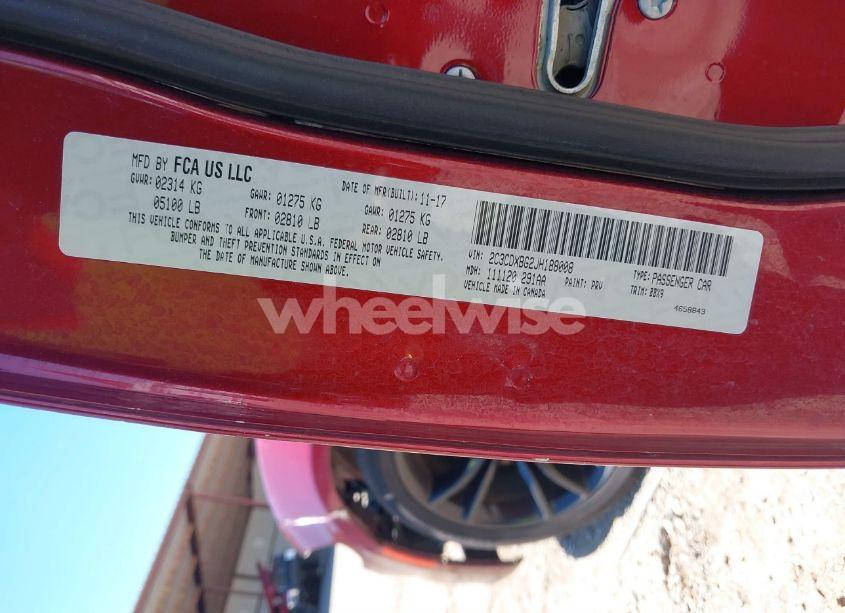 MFD BY FCA US LLC
GVWR: 02314 KG
05100 LB
GAWR: 01275 KG
FRONT: 02810 LB
DATE OF MFR(BUILT): 11-17
GAWR: 01275 KG
REAR: 02810 LB
THIS VEHICLE CONFORMS TO ALL APPLICABLE U.S.A. FEDERAL MOTOR VEHICLE SAFETY,
BUMPER AND THEFT PREVENTION STANDARDS IN EFFECT ON
THE DATE OF MANUFACTURE SHOWN ABOVE.
VIN: 2C3CDXBG2JH188008
TYPE: PASSENGER CAR
MDH: 111120 291AA
PAINT: PRV
TRIM: BBX9
VEHICLE MADE IN CANADA
4658843
wheelwise